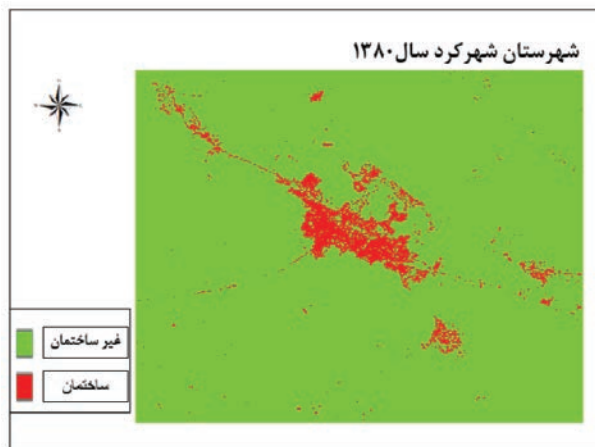 شهرستان شهرکرد سال ۱۳۸۰
غیر ساختمان
ساختمان